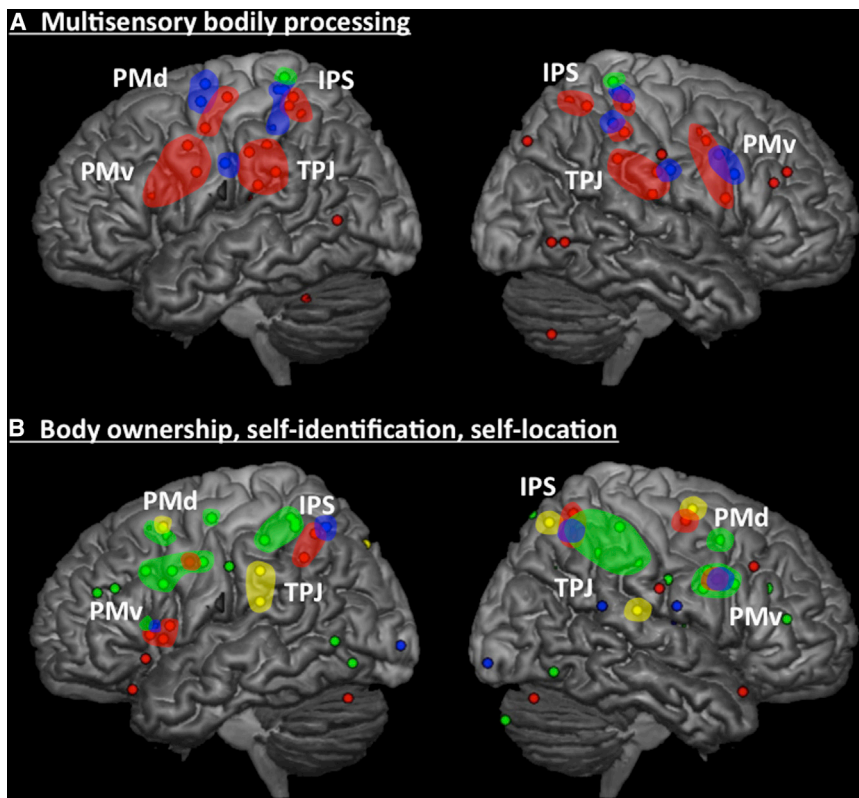 A Multisensory bodily processing
PMd
IPS
PMv
TPJ
IPS
PMv
TPJ
B Body ownership, self-identification, self-location
PMd
IPS
TPJ
PMv
IPS
PMd
TPJ
PMv